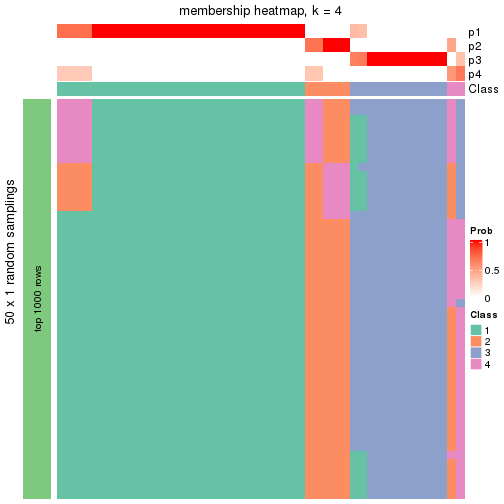 membership heatmap, k = 4
p1
p2
p3
p4
Class
50 x 1 random samplings
top 1000 rows
Prob
1
0.5
0
Class
1
2
3
4